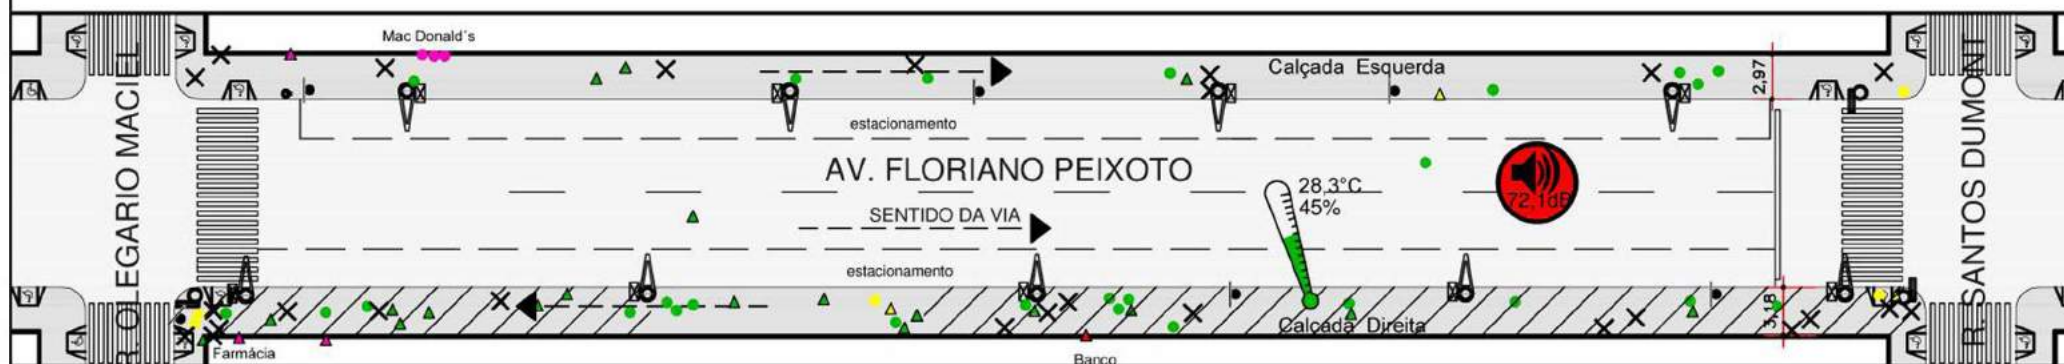 Mac Donald's
Calçada Esquerda
2,97
estacionamento
AV. FLORIANO PEIXOTO
28,3°C
45%
72,1dB
SENTIDO DA VIA
estacionamento
R. OLEGARIO MACIEL
R. SANTOS DUMONT
3,18
Calçada Direita
Farmácia
Banco